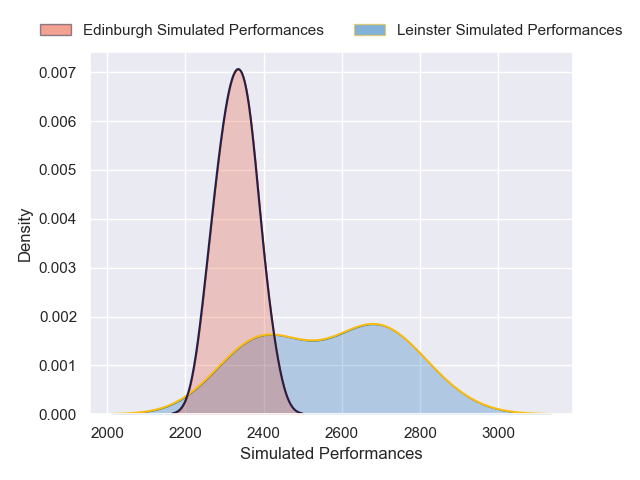 Edinburgh Simulated Performances
Leinster Simulated Performances
0.007
0.006
0.005
0.004
0.003
0.002
0.001
0.000
Density
2000 2200 2400 2600 2800 3000
Simulated Performances